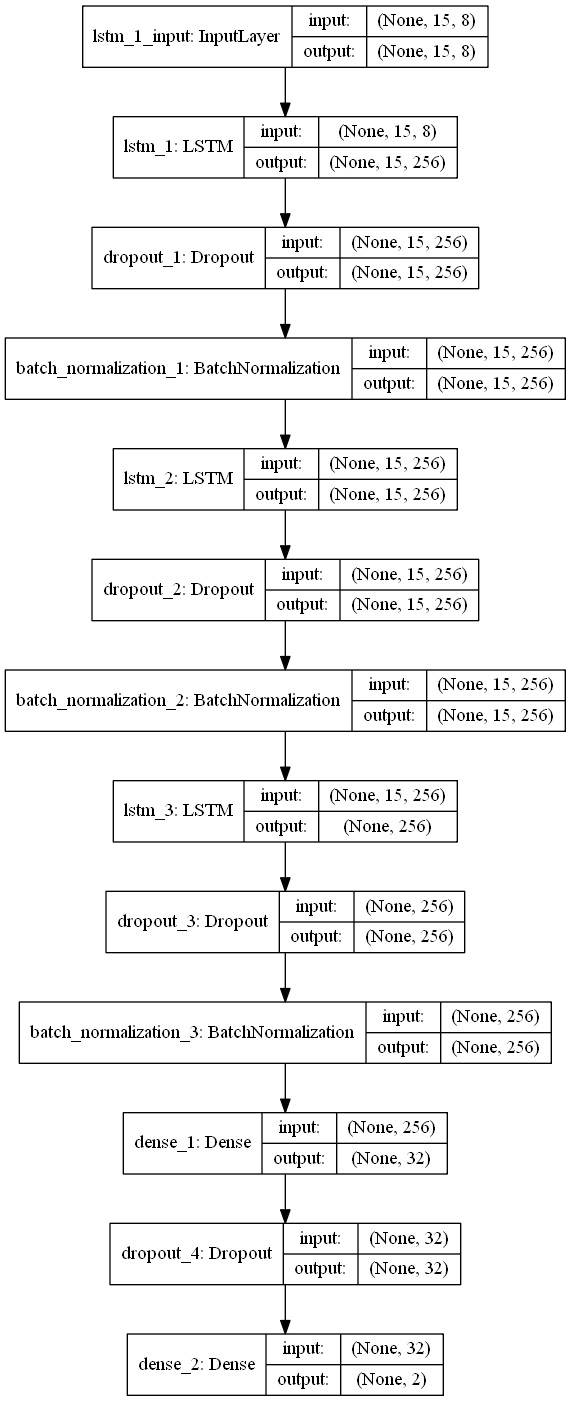 lstm_1_input: InputLayer
input: (None, 15, 8)
output: (None, 15, 8)
lstm_1: LSTM
input: (None, 15, 8)
output: (None, 15, 256)
dropout_1: Dropout
input: (None, 15, 256)
output: (None, 15, 256)
batch_normalization_1: BatchNormalization
input: (None, 15, 256)
output: (None, 15, 256)
lstm_2: LSTM
input: (None, 15, 256)
output: (None, 15, 256)
dropout_2: Dropout
input: (None, 15, 256)
output: (None, 15, 256)
batch_normalization_2: BatchNormalization
input: (None, 15, 256)
output: (None, 15, 256)
lstm_3: LSTM
input: (None, 15, 256)
output: (None, 256)
dropout_3: Dropout
input: (None, 256)
output: (None, 256)
batch_normalization_3: BatchNormalization
input: (None, 256)
output: (None, 256)
dense_1: Dense
input: (None, 256)
output: (None, 32)
dropout_4: Dropout
input: (None, 32)
output: (None, 32)
dense_2: Dense
input: (None, 32)
output: (None, 2)